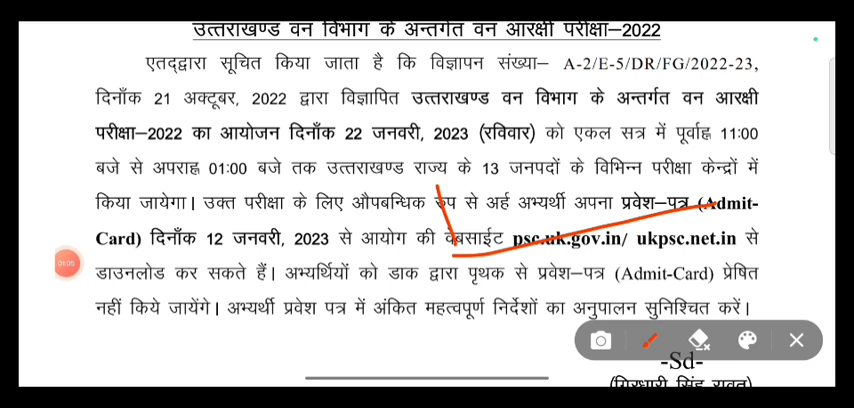 उत्तराखण्ड वन विभाग के अन्तर्गत वन आरक्षी परीक्षा–2022
एतद्द्वारा सूचित किया जाता है कि विज्ञापन संख्या– A-2/E-5/DR/FG/2022-23,
दिनाँक 21 अक्टूबर, 2022 द्वारा विज्ञापित उत्तराखण्ड वन विभाग के अन्तर्गत वन आरक्षी
परीक्षा–2022 का आयोजन दिनाँक 22 जनवरी, 2023 (रविवार) को एकल सत्र में पूर्वाह्न 11:00
बजे से अपराह्न 01:00 बजे तक उत्तराखण्ड राज्य के 13 जनपदों के विभिन्न परीक्षा केन्द्रों में
किया जायेगा। उक्त परीक्षा के लिए औपबन्धिक रुप से अर्ह अभ्यर्थी अपना प्रवेश–पत्र (Admit-
Card) दिनाँक 12 जनवरी, 2023 से आयोग की वेबसाईट psc.uk.gov.in/ ukpsc.net.in से
डाउनलोड कर सकते हैं। अभ्यर्थियों को डाक द्वारा पृथक से प्रवेश–पत्र (Admit-Card) प्रेषित
नहीं किये जायेंगे। अभ्यर्थी प्रवेश पत्र में अंकित महत्वपूर्ण निर्देशों का अनुपालन सुनिश्चित करें।
-Sd-
(गिरधारी सिंह रावत)